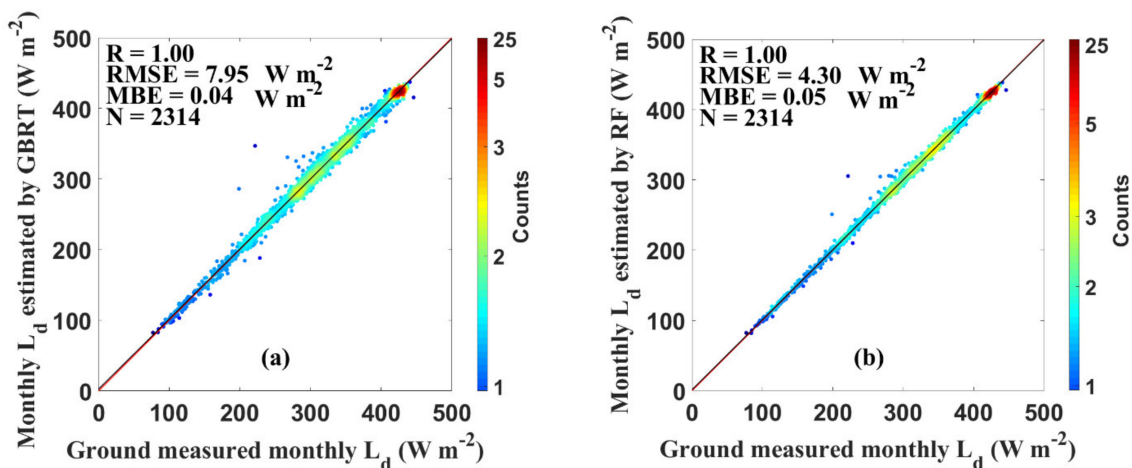 R = 1.00
RMSE = 7.95 W m⁻²
MBE = 0.04 W m⁻²
N = 2314
Monthly L_d estimated by GBRT (W m⁻²)
500
400
300
200
100
0
0 100 200 300 400 500
Ground measured monthly L_d (W m⁻²)
(a)
25
5
3
2
1
Counts
R = 1.00
RMSE = 4.30 W m⁻²
MBE = 0.05 W m⁻²
N = 2314
Monthly L_d estimated by RF (W m⁻²)
500
400
300
200
100
0
0 100 200 300 400 500
Ground measured monthly L_d (W m⁻²)
(b)
25
5
3
2
1
Counts